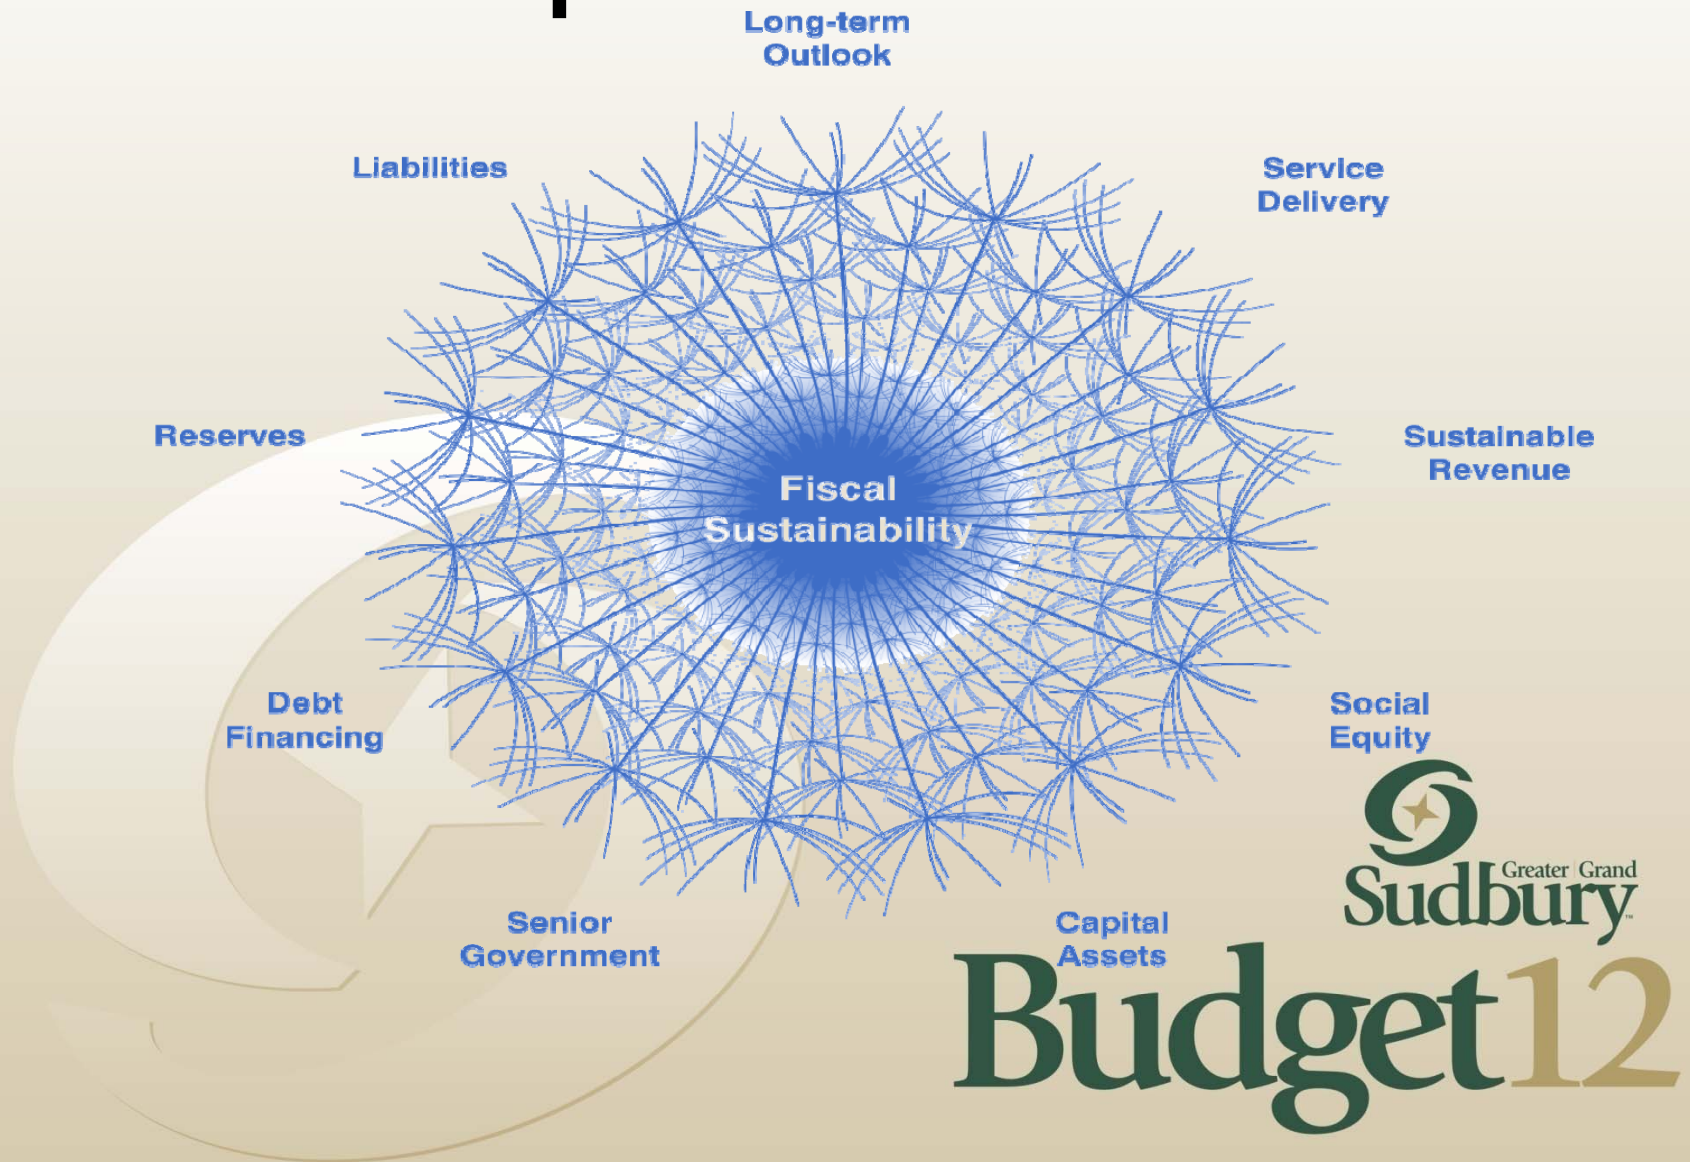 Long-term
Outlook
Liabilities
Service
Delivery
Reserves
Sustainable
Revenue
Fiscal
Sustainability
Debt
Financing
Social
Equity
Senior
Government
Capital
Assets
Greater Grand
Sudbury™
Budget12